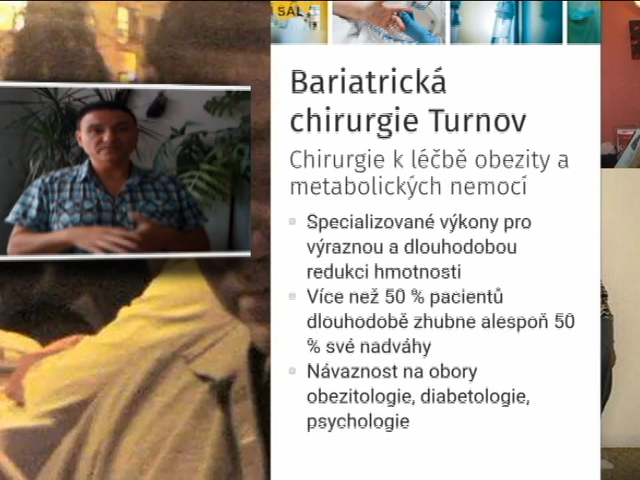 SÁL
Bariatrická
chirurgie Turnov
Chirurgie k léčbě obezity a
metabolických nemocí
Specializované výkony pro
výraznou a dlouhodobou
redukci hmotnosti
Více než 50 % pacientů
dlouhodobě zhubne alespoň 50
% své nadváhy
Návaznost na obory
obezitologie, diabetologie,
psychologie